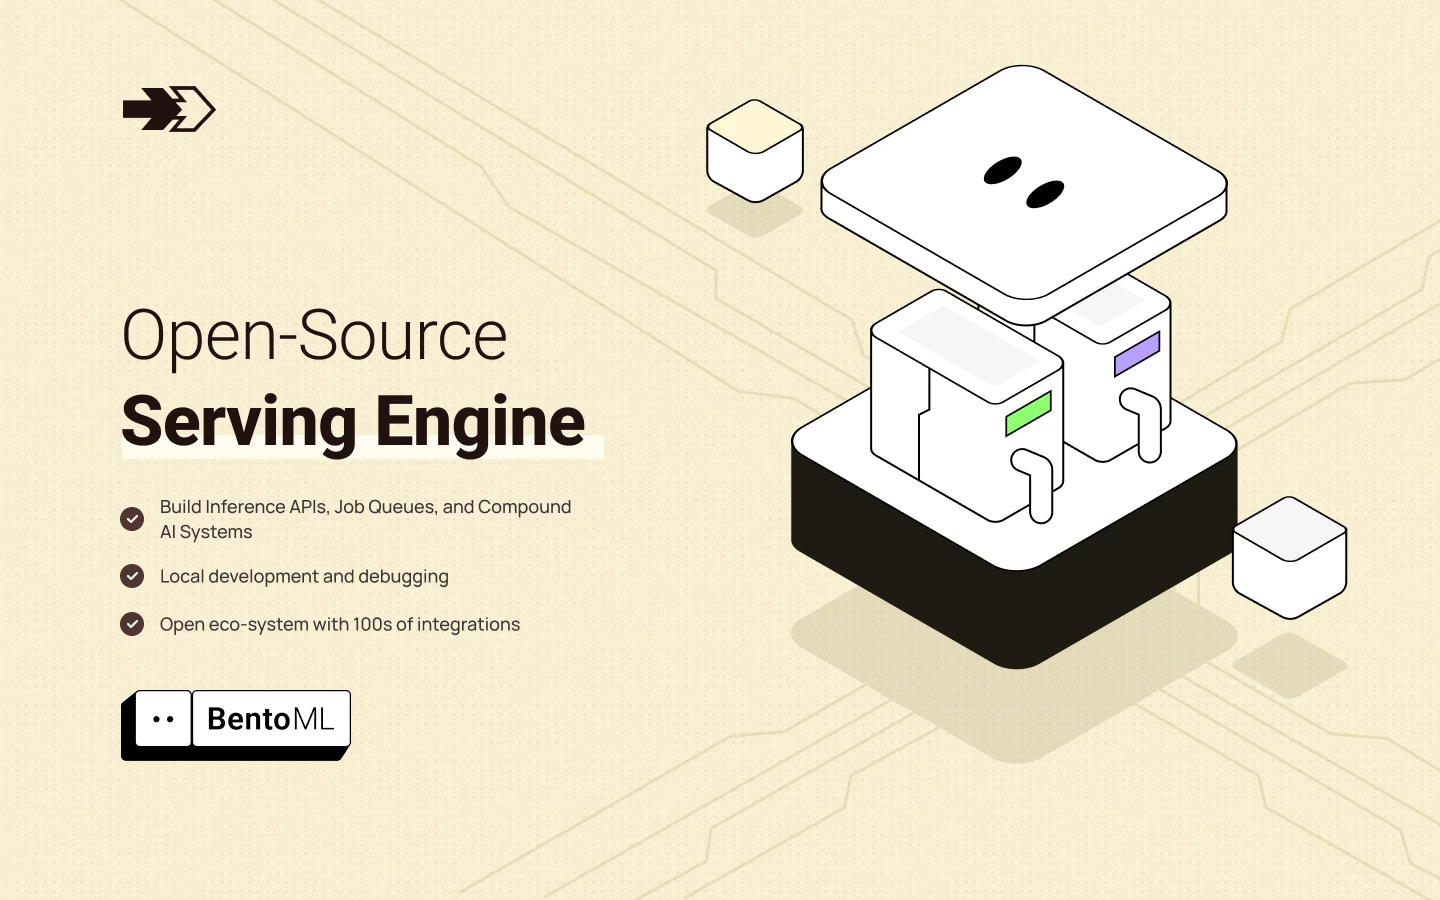 Open-Source
Serving Engine
Build Inference APIs, Job Queues, and Compound
AI Systems
Local development and debugging
Open eco-system with 100s of integrations
BentoML